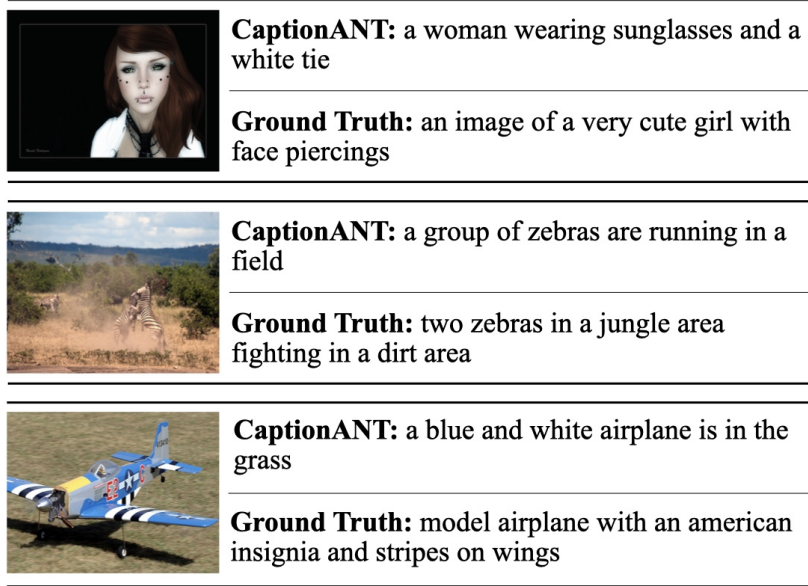 CaptionANT: a woman wearing sunglasses and a
white tie
Ground Truth: an image of a very cute girl with
face piercings
CaptionANT: a group of zebras are running in a
field
Ground Truth: two zebras in a jungle area
fighting in a dirt area
CaptionANT: a blue and white airplane is in the
grass
Ground Truth: model airplane with an american
insignia and stripes on wings